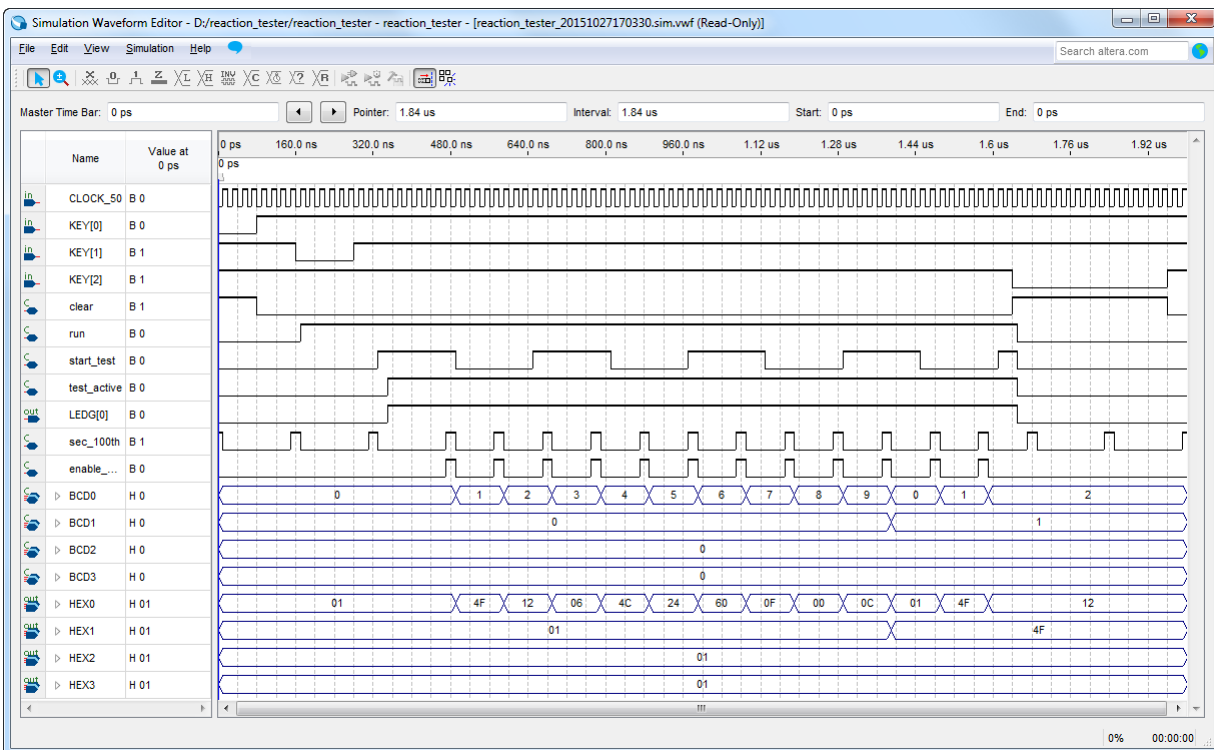 Simulation Waveform Editor - D:/reaction_tester/reaction_tester - reaction_tester - [reaction_tester_20151027170330.sim.vwf (Read-Only)]
File Edit View Simulation Help
Search altera.com
Master Time Bar: 0 ps Pointer: 1.84 us Interval: 1.84 us Start: 0 ps End: 0 ps
Name Value at 0 ps
0 ps 160.0 ns 320.0 ns 480.0 ns 640.0 ns 800.0 ns 960.0 ns 1.12 us 1.28 us 1.44 us 1.6 us 1.76 us 1.92 us
0 ps
CLOCK_50 B 0
KEY[0] B 0
KEY[1] B 1
KEY[2] B 1
clear B 1
run B 0
start_test B 0
test_active B 0
LEDG[0] B 0
sec_100th B 1
enable_... B 0
BCD0 H 0 0 1 2 3 4 5 6 7 8 9 0 1 2
BCD1 H 0 0 1
BCD2 H 0 0
BCD3 H 0 0
HEX0 H 01 01 4F 12 06 4C 24 60 0F 00 0C 01 4F 12
HEX1 H 01 01 4F
HEX2 H 01 01
HEX3 H 01 01
0% 00:00:00